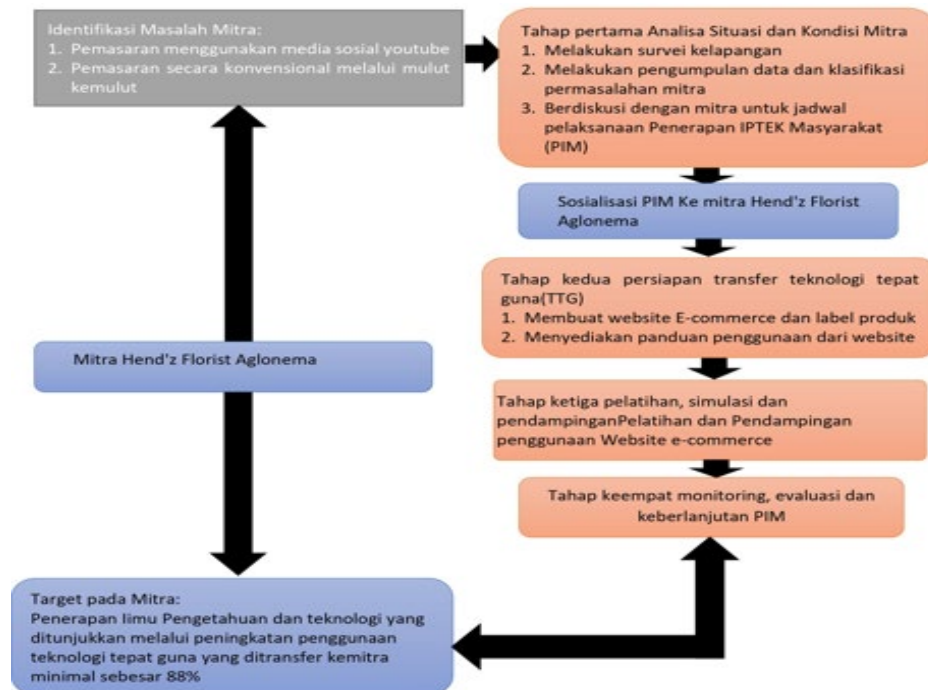 Identifikasi Masalah Mitra:
1. Pemasaran menggunakan media sosial youtube
2. Pemasaran secara konvensional melalui mulut
kemulut
Tahap pertama Analisa Situasi dan Kondisi Mitra
1. Melakukan survei kelapangan
2. Melakukan pengumpulan data dan klasifikasi
permasalahan mitra
3. Berdiskusi dengan mitra untuk jadwal
pelaksanaan Penerapan IPTEK Masyarakat
(PIM)
Sosialisasi PIM Ke mitra Hend'z Florist
Aglonema
Tahap kedua persiapan transfer teknologi tepat
guna(TTG)
1. Membuat website E-commerce dan label produk
2. Menyediakan panduan penggunaan dari website
Mitra Hend'z Florist Aglonema
Tahap ketiga pelatihan, simulasi dan
pendampinganPelatihan dan Pendampingan
penggunaan Website e-commerce
Tahap keempat monitoring, evaluasi dan
keberlanjutan PIM
Target pada Mitra:
Penerapan Ilmu Pengetahuan dan teknologi yang
ditunjukkan melalui peningkatan penggunaan
teknologi tepat guna yang ditransfer kemitra
minimal sebesar 88%